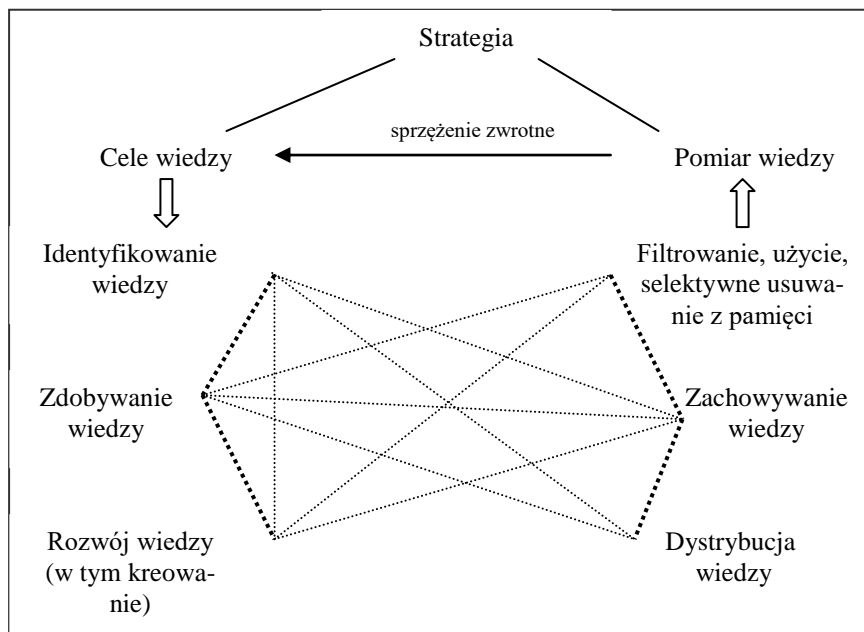 Strategia
sprzężenie zwrotne
Cele wiedzy
Pomiar wiedzy
Identyfikowanie
wiedzy
Filtrowanie, użycie,
selektywne usuwa-
nie z pamięci
Zdobywanie
wiedzy
Zachowywanie
wiedzy
Rozwój wiedzy
(w tym kreowa-
nie)
Dystrybucja
wiedzy